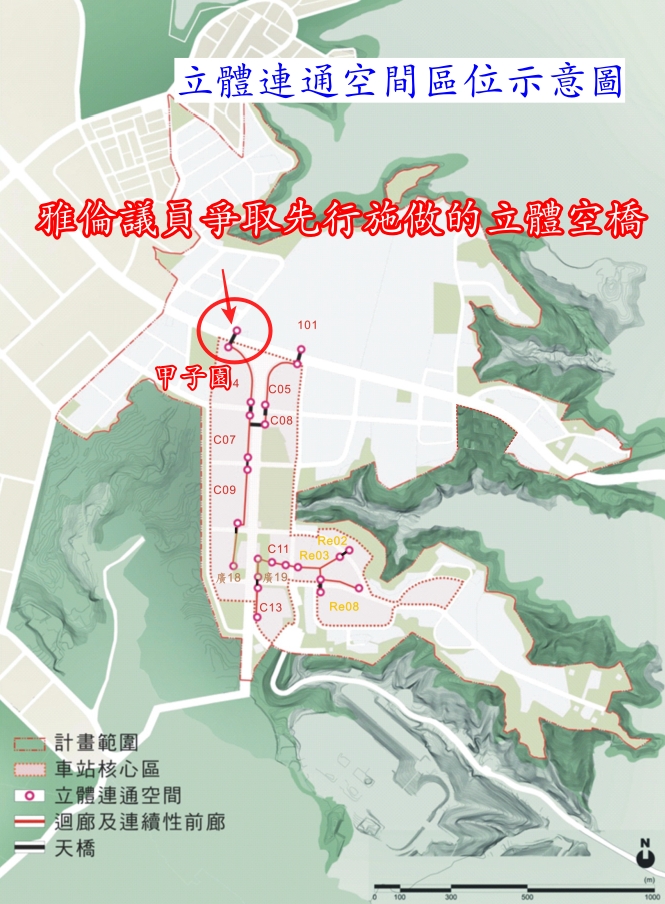 立體連通空間區位示意圖
雅倫議員爭取先行施做的立體空橋
101
甲子園
4
C05
C08
C07
C09
C11
Re02
Re03
廣18
廣19
C13
Re08
計畫範圍
車站核心區
立體連通空間
迴廊及連續性前廊
天橋
N
(m)
0 100 300 500 1000